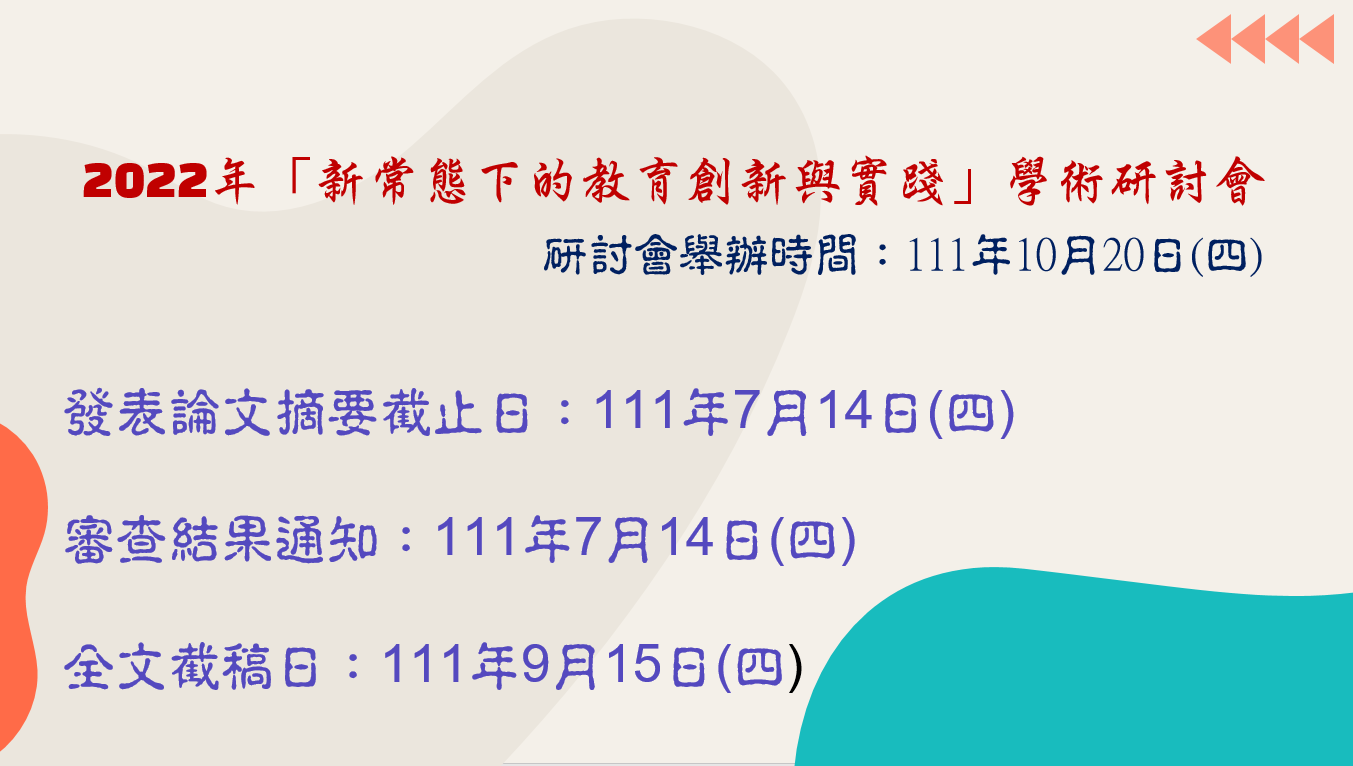 2022年「新常態下的教育創新與實踐」學術研討會
研討會舉辦時間：111年10月20日(四)
發表論文摘要截止日：111年7月14日(四)
審查結果通知：111年7月14日(四)
全文截稿日：111年9月15日(四)